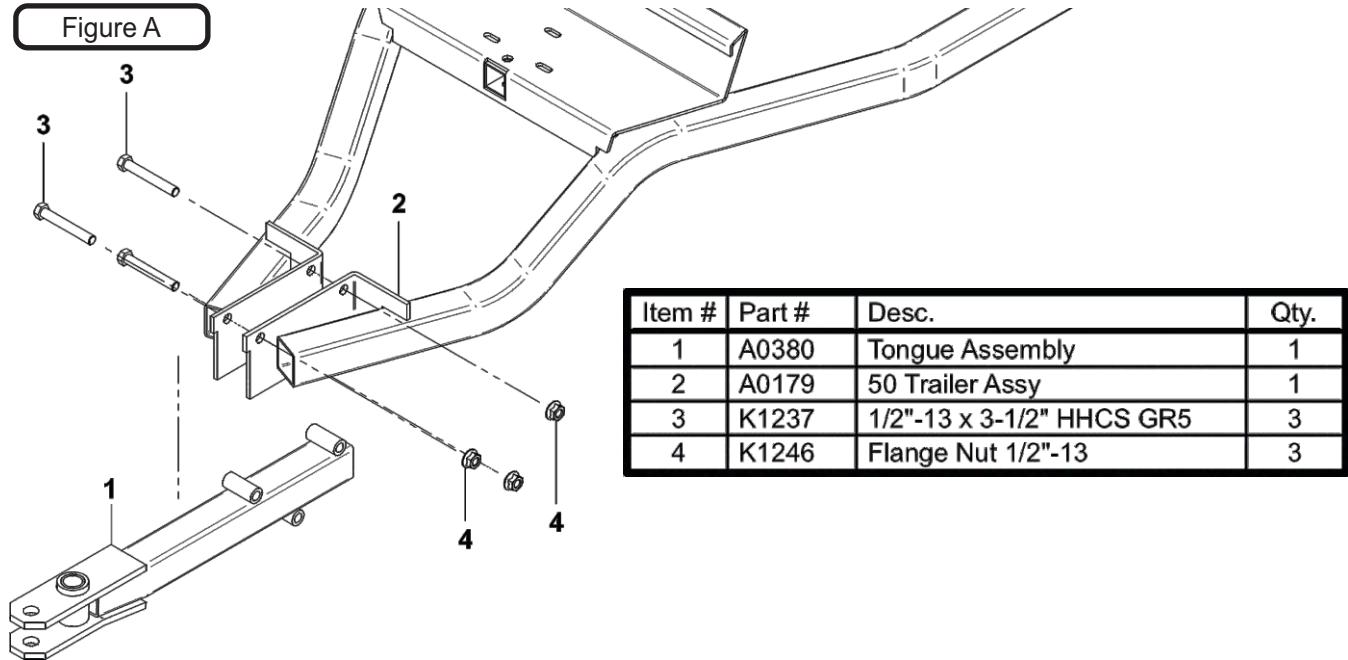 Figure A
3
3
2
Item # Part # Desc. Qty.
1 A0380 Tongue Assembly 1
2 A0179 50 Trailer Assy 1
3 K1237 1/2"-13 x 3-1/2" HHCS GR5 3
4 K1246 Flange Nut 1/2"-13 3
1
4
4